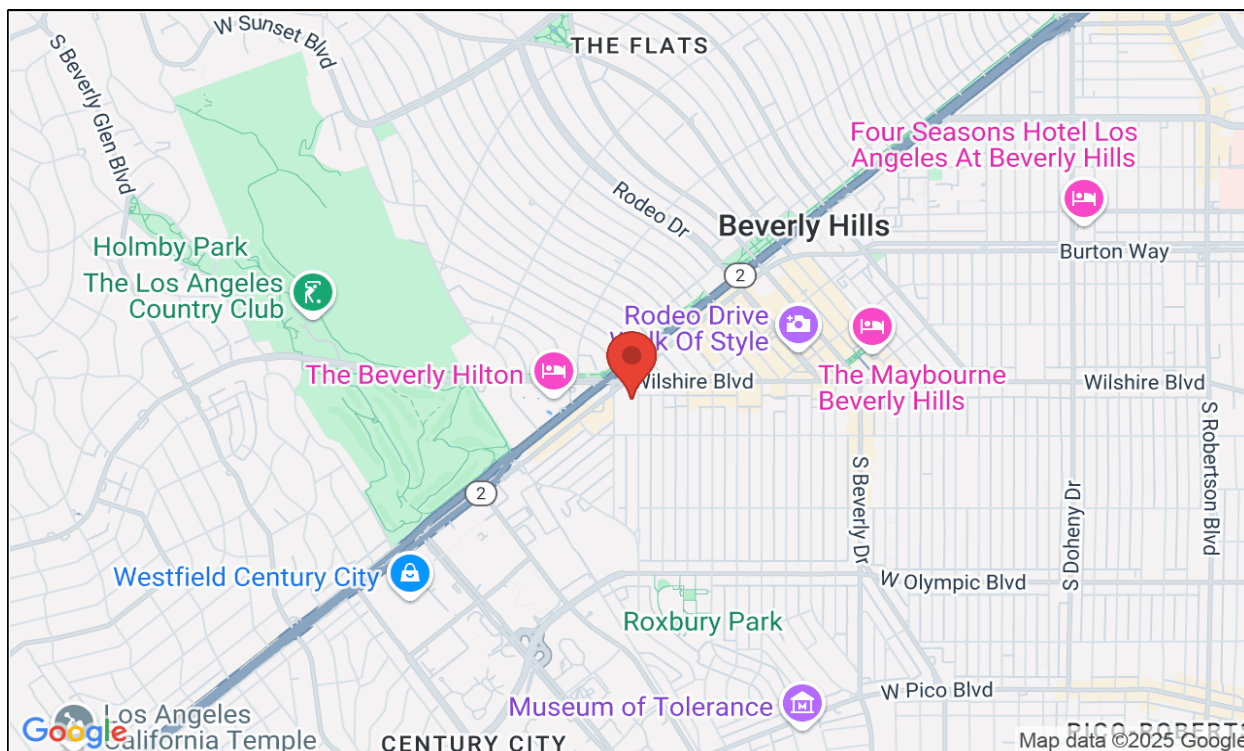 W Sunset Blvd
THE FLATS
S Beverly Glen Blvd
Four Seasons Hotel Los
Angeles At Beverly Hills
Rodeo Dr
Beverly Hills
Holmby Park
Burton Way
The Los Angeles
Country Club
2
Rodeo Drive
Walk Of Style
The Beverly Hilton
Wilshire Blvd
The Maybourne
Beverly Hills
Wilshire Blvd
S Robertson Blvd
S Beverly Dr
S Doheny Dr
2
Westfield Century City
W Olympic Blvd
Roxbury Park
Museum of Tolerance
W Pico Blvd
Los Angeles
California Temple
Google
CENTURY CITY
PICO-ROBERTS
Map data ©2025 Google